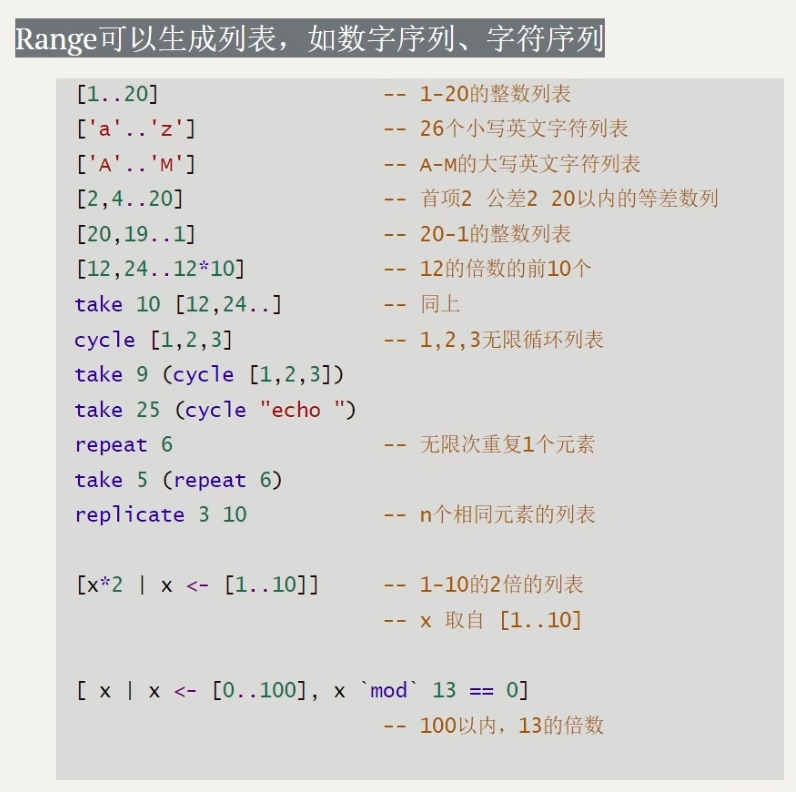 Range可以生成列表，如数字序列、字符序列
[1..20] -- 1-20的整数列表
['a'..'z'] -- 26个小写英文字符列表
['A'..'M'] -- A-M的大写英文字符列表
[2,4..20] -- 首项2 公差2 20以内的等差数列
[20,19..1] -- 20-1的整数列表
[12,24..12*10] -- 12的倍数的前10个
take 10 [12,24..] -- 同上
cycle [1,2,3] -- 1,2,3无限循环列表
take 9 (cycle [1,2,3])
take 25 (cycle "echo ")
repeat 6 -- 无限次重复1个元素
take 5 (repeat 6)
replicate 3 10 -- n个相同元素的列表
[x*2 | x <- [1..10]] -- 1-10的2倍的列表
-- x 取自 [1..10]
[ x | x <- [0..100], x `mod` 13 == 0]
-- 100以内，13的倍数